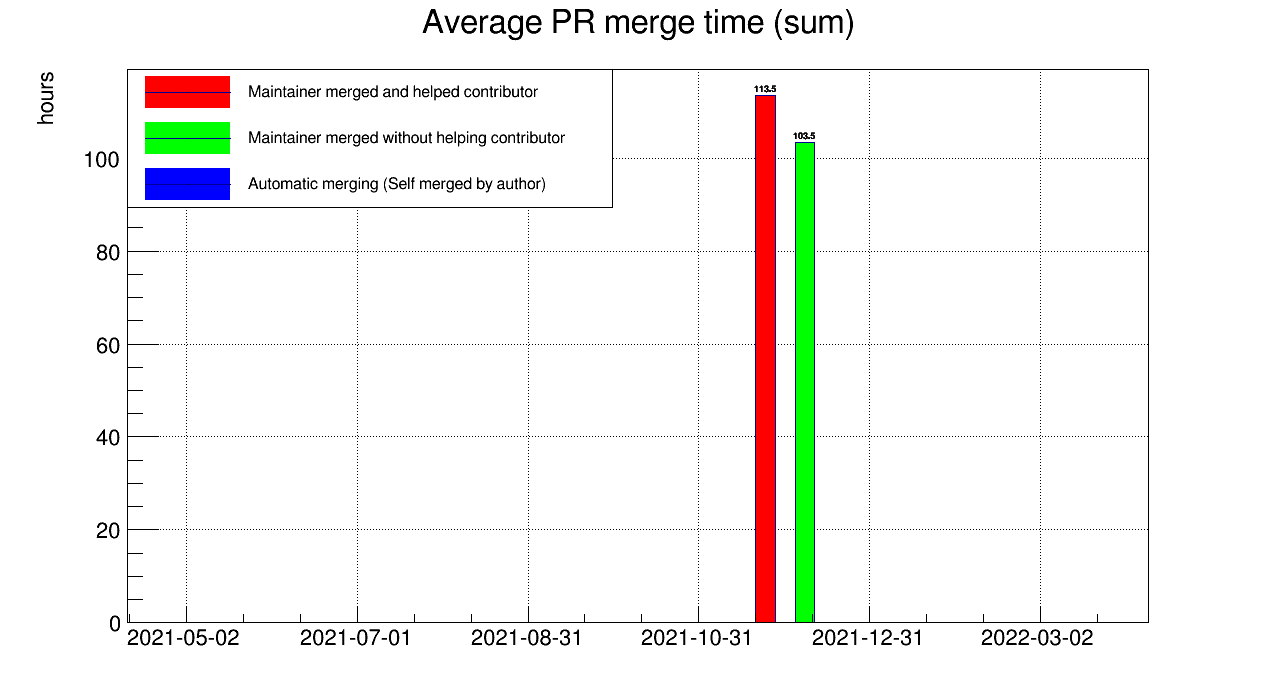 Average PR merge time (sum)
hours
Maintainer merged and helped contributor
Maintainer merged without helping contributor
Automatic merging (Self merged by author)
113.5
103.5
100
80
60
40
20
0
2021-05-02 2021-07-01 2021-08-31 2021-10-31 2021-12-31 2022-03-02